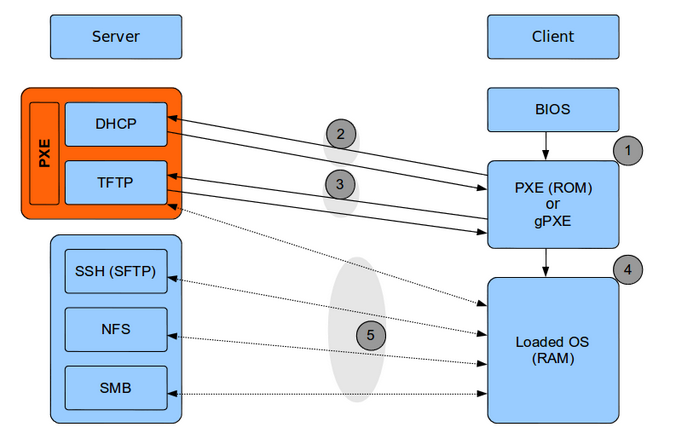 Server
Client
PXE
DHCP
BIOS
2
1
TFTP
3
PXE (ROM)
or
gPXE
SSH (SFTP)
4
NFS
5
Loaded OS
(RAM)
SMB